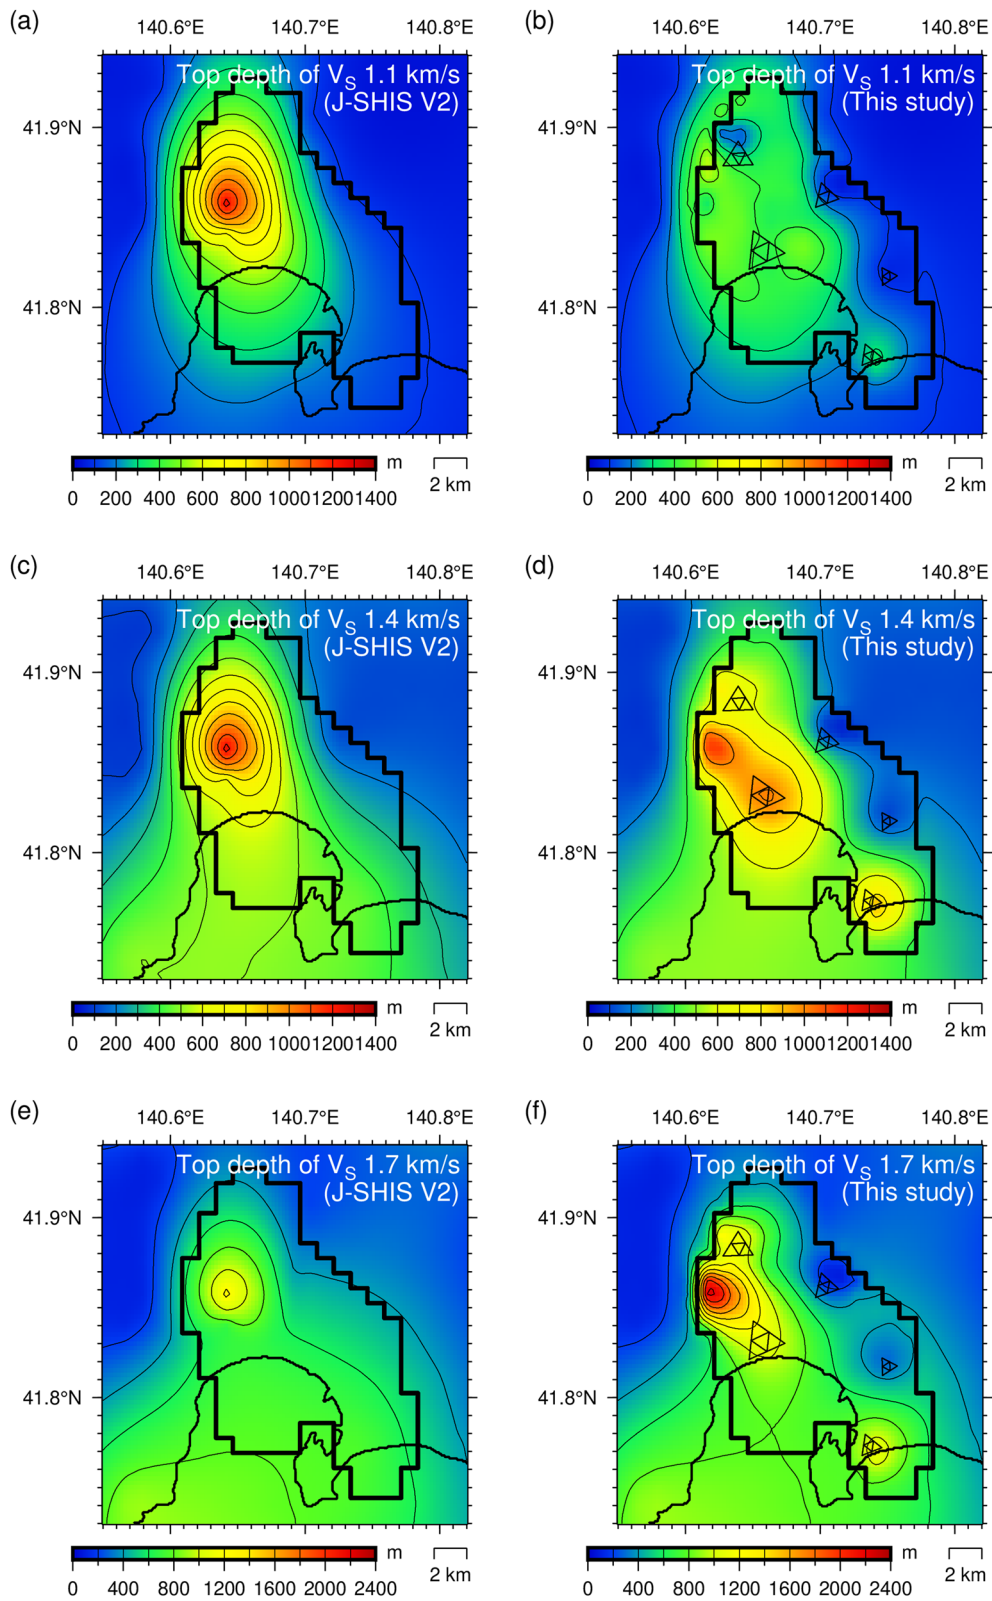 (a)
140.6°E 140.7°E 140.8°E
Top depth of VS 1.1 km/s
(J-SHIS V2)
41.9°N
41.8°N
0 200 400 600 800 1000 1200 1400
m
2 km
(b)
140.6°E 140.7°E 140.8°E
Top depth of VS 1.1 km/s
(This study)
0 200 400 600 800 1000 1200 1400
m
2 km
(c)
140.6°E 140.7°E 140.8°E
Top depth of VS 1.4 km/s
(J-SHIS V2)
41.9°N
41.8°N
0 200 400 600 800 1000 1200 1400
m
2 km
(d)
140.6°E 140.7°E 140.8°E
Top depth of VS 1.4 km/s
(This study)
41.9°N
41.8°N
0 200 400 600 800 1000 1200 1400
m
2 km
(e)
140.6°E 140.7°E 140.8°E
Top depth of VS 1.7 km/s
(J-SHIS V2)
41.9°N
41.8°N
0 400 800 1200 1600 2000 2400
m
2 km
(f)
140.6°E 140.7°E 140.8°E
Top depth of VS 1.7 km/s
(This study)
41.9°N
41.8°N
0 400 800 1200 1600 2000 2400
m
2 km